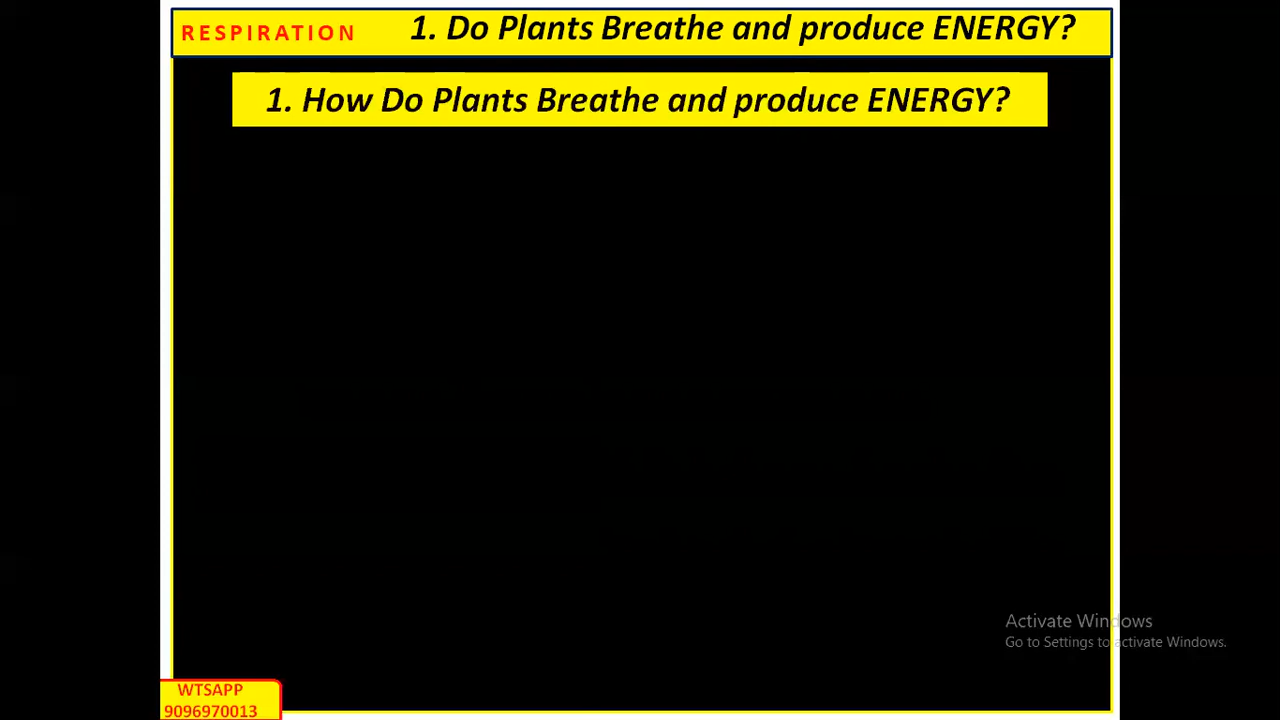 RESPIRATION 1. Do Plants Breathe and produce ENERGY?
1. How Do Plants Breathe and produce ENERGY?
Activate Windows
Go to Settings to activate Windows.
WTSAPP
9096970013